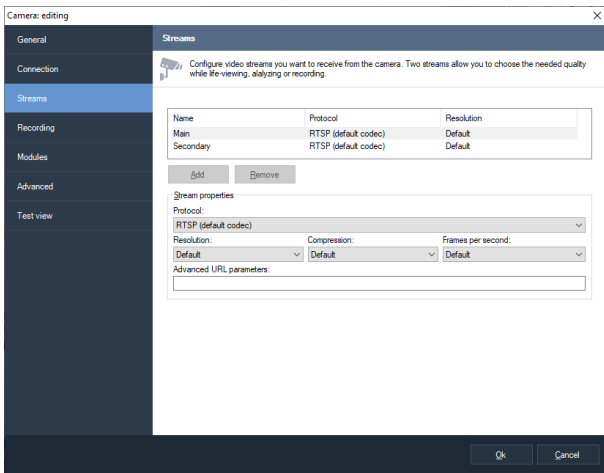 Camera: editing
General
Connection
Streams
Recording
Modules
Advanced
Test view
Streams
Configure video streams you want to receive from the camera. Two streams allow you to choose the needed quality
while life-viewing, alalyzing or recording.
Name Protocol Resolution
Main RTSP (default codec) Default
Secondary RTSP (default codec) Default
Add Remove
Stream properties
Protocol:
RTSP (default codec)
Resolution: Compression: Frames per second:
Default Default Default
Advanced URL parameters:
Ok Cancel